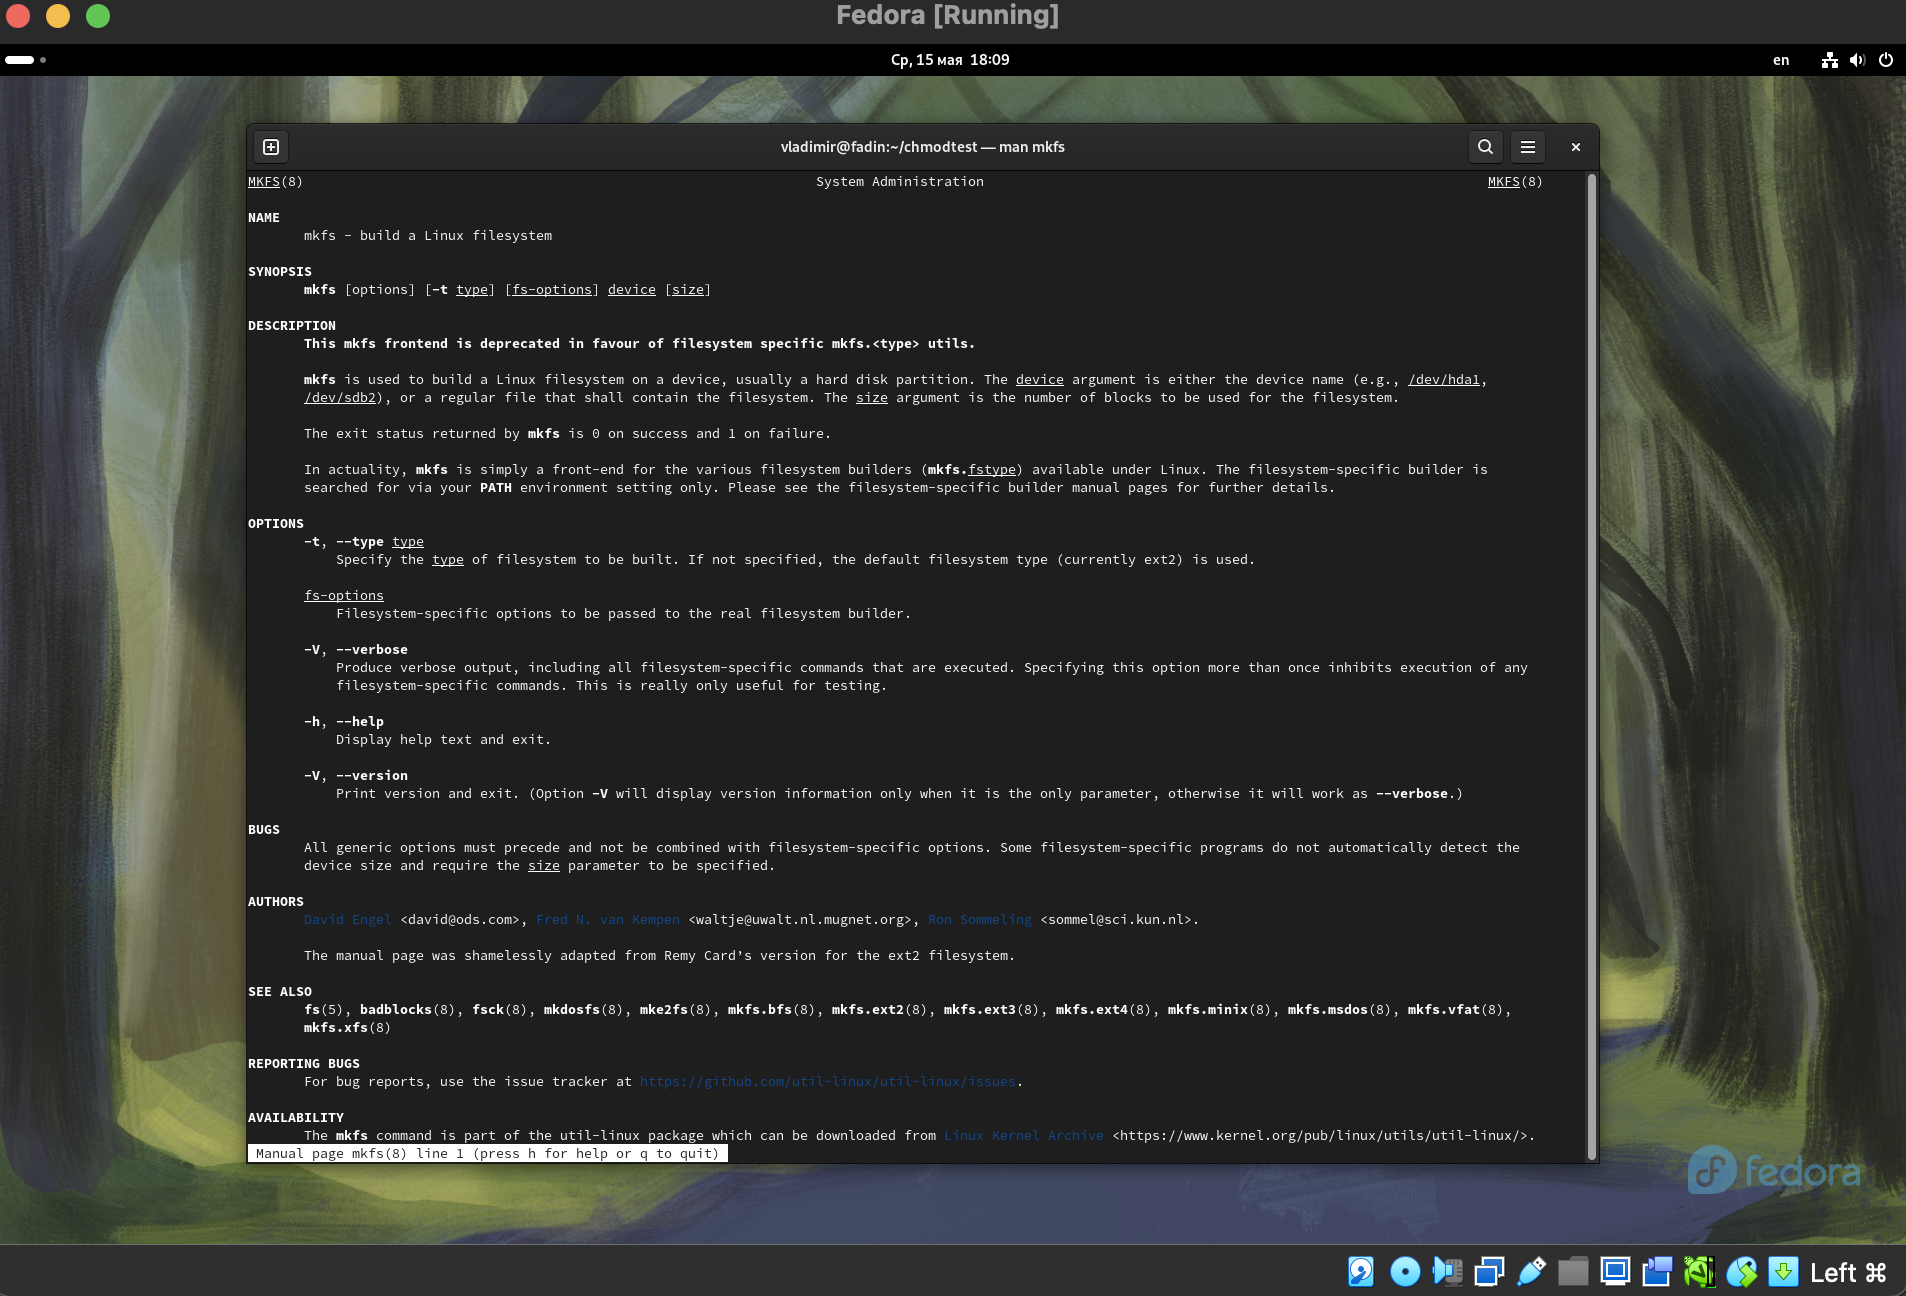 Fedora [Running]
Ср, 15 мая 18:09
en
vladimir@fadin:~/chmodtest — man mkfs
MKFS(8) System Administration MKFS(8)
NAME
mkfs - build a Linux filesystem
SYNOPSIS
mkfs [options] [-t type] [fs-options] device [size]
DESCRIPTION
This mkfs frontend is deprecated in favour of filesystem specific mkfs.<type> utils.
mkfs is used to build a Linux filesystem on a device, usually a hard disk partition. The device argument is either the device name (e.g., /dev/hda1,
/dev/sdb2), or a regular file that shall contain the filesystem. The size argument is the number of blocks to be used for the filesystem.
The exit status returned by mkfs is 0 on success and 1 on failure.
In actuality, mkfs is simply a front-end for the various filesystem builders (mkfs.fstype) available under Linux. The filesystem-specific builder is
searched for via your PATH environment setting only. Please see the filesystem-specific builder manual pages for further details.
OPTIONS
-t, --type type
Specify the type of filesystem to be built. If not specified, the default filesystem type (currently ext2) is used.
fs-options
Filesystem-specific options to be passed to the real filesystem builder.
-V, --verbose
Produce verbose output, including all filesystem-specific commands that are executed. Specifying this option more than once inhibits execution of any
filesystem-specific commands. This is really only useful for testing.
-h, --help
Display help text and exit.
-V, --version
Print version and exit. (Option -V will display version information only when it is the only parameter, otherwise it will work as --verbose.)
BUGS
All generic options must precede and not be combined with filesystem-specific options. Some filesystem-specific programs do not automatically detect the
device size and require the size parameter to be specified.
AUTHORS
David Engel <david@ods.com>, Fred N. van Kempen <waltje@uwalt.nl.mugnet.org>, Ron Sommeling <sommel@sci.kun.nl>.
The manual page was shamelessly adapted from Remy Card’s version for the ext2 filesystem.
SEE ALSO
fs(5), badblocks(8), fsck(8), mkdosfs(8), mke2fs(8), mkfs.bfs(8), mkfs.ext2(8), mkfs.ext3(8), mkfs.ext4(8), mkfs.minix(8), mkfs.msdos(8), mkfs.vfat(8),
mkfs.xfs(8)
REPORTING BUGS
For bug reports, use the issue tracker at https://github.com/util-linux/util-linux/issues.
AVAILABILITY
The mkfs command is part of the util-linux package which can be downloaded from Linux Kernel Archive <https://www.kernel.org/pub/linux/utils/util-linux/>.
Manual page mkfs(8) line 1 (press h for help or q to quit)
fedora
Left ⌘